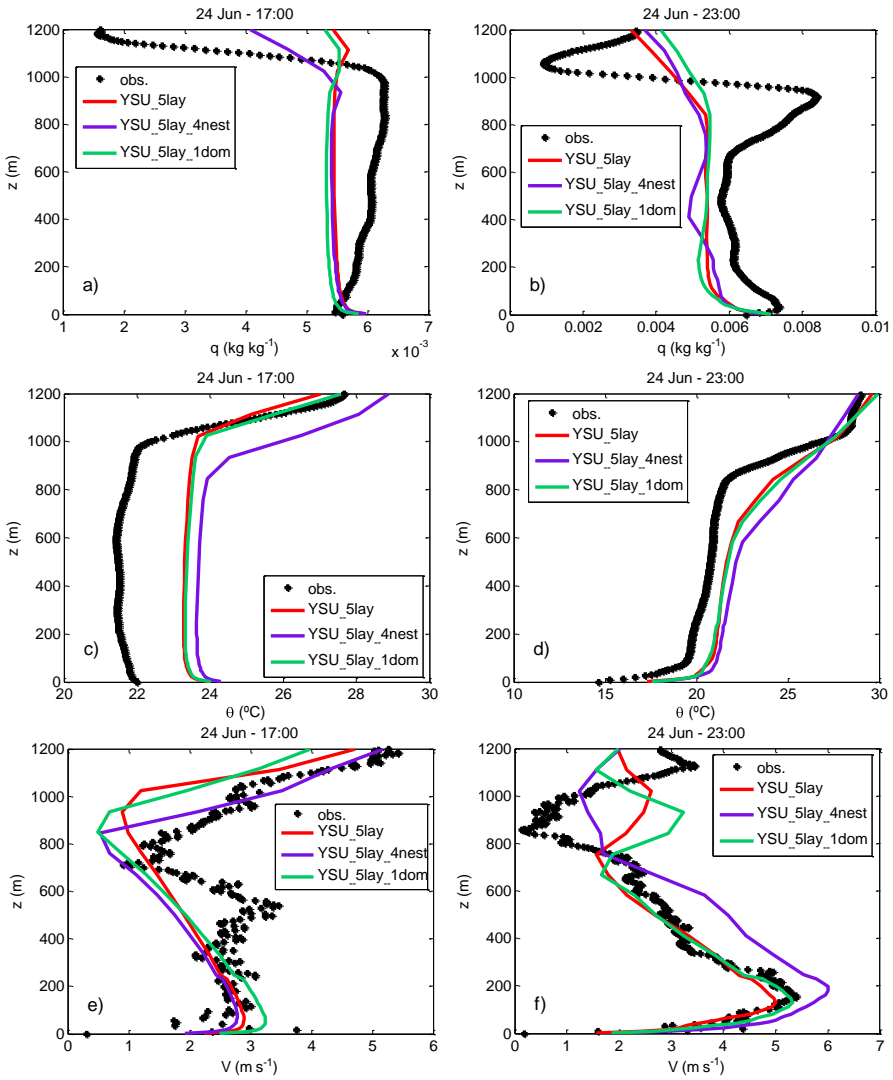 24 Jun - 17:00
1200
1000
800
600
400
200
0
z (m)
obs.
YSU_5lay
YSU_5lay_4nest
YSU_5lay_1dom
a)
1 2 3 4 5 6 7
q (kg kg⁻¹)
x 10⁻³
24 Jun - 23:00
1200
1000
800
600
400
200
0
z (m)
obs.
YSU_5lay
YSU_5lay_4nest
YSU_5lay_1dom
b)
0 0.002 0.004 0.006 0.008 0.01
q (kg kg⁻¹)
24 Jun - 17:00
1200
1000
800
600
400
200
0
z (m)
obs.
YSU_5lay
YSU_5lay_4nest
YSU_5lay_1dom
c)
20 22 24 26 28 30
θ (ºC)
24 Jun - 23:00
1200
1000
800
600
400
200
0
z (m)
obs.
YSU_5lay
YSU_5lay_4nest
YSU_5lay_1dom
d)
10 15 20 25 30
θ (ºC)
24 Jun - 17:00
1200
1000
800
600
400
200
0
z (m)
obs.
YSU_5lay
YSU_5lay_4nest
YSU_5lay_1dom
e)
0 1 2 3 4 5 6
V (m s⁻¹)
24 Jun - 23:00
1200
1000
800
600
400
200
0
z (m)
obs.
YSU_5lay
YSU_5lay_4nest
YSU_5lay_1dom
f)
0 1 2 3 4 5 6 7
V (m s⁻¹)